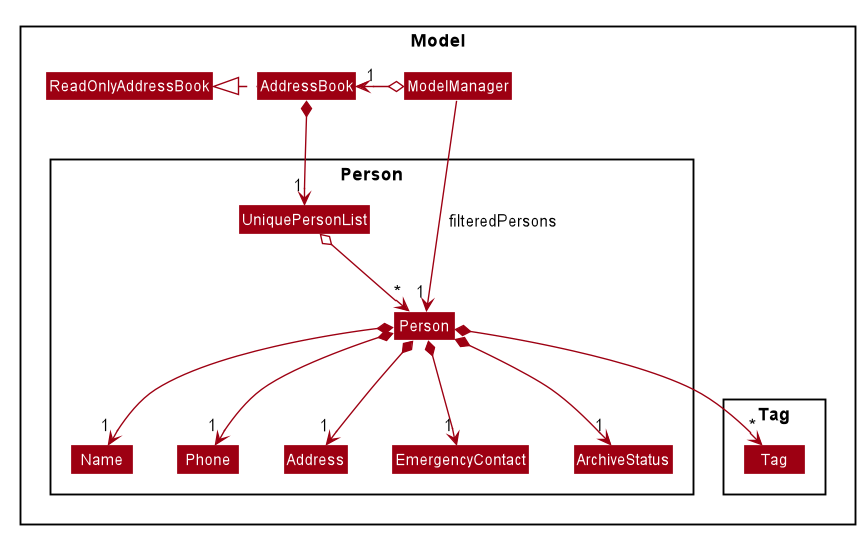 Model
ReadOnlyAddressBook
AddressBook
1
ModelManager
Person
1
UniquePersonList
filteredPersons
*
1
Person
Tag
1
1
1
1
1
*
Name
Phone
Address
EmergencyContact
ArchiveStatus
Tag